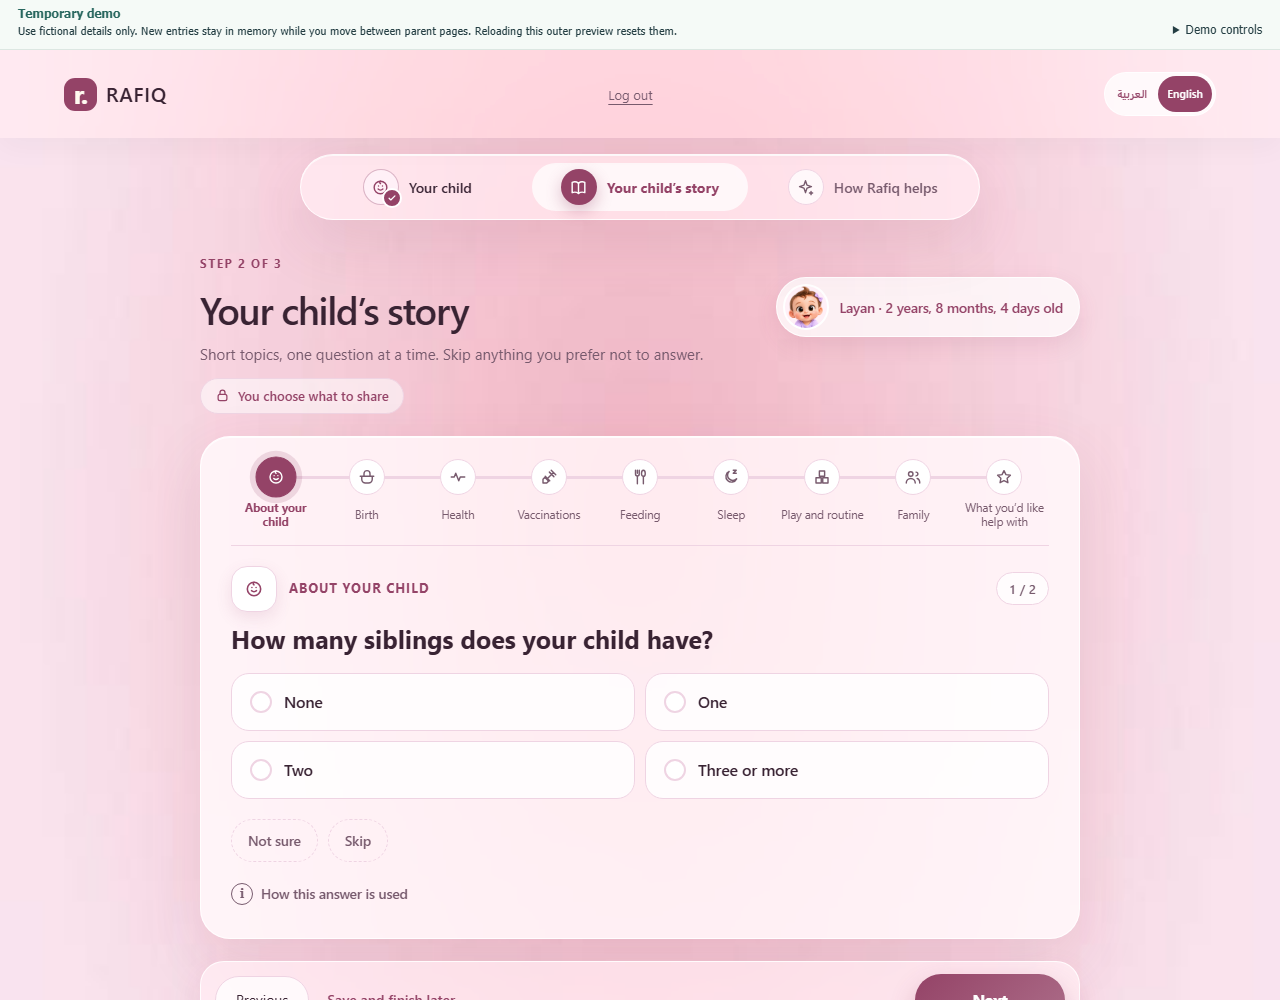 Temporary demo
Use fictional details only. New entries stay in memory while you move between parent pages. Reloading this outer preview resets them.
Demo controls
r. RAFIQ
Log out
العربية
English
Your child
Your child's story
How Rafiq helps
STEP 2 OF 3
Your child's story
Layan · 2 years, 8 months, 4 days old
Short topics, one question at a time. Skip anything you prefer not to answer.
You choose what to share
About your child
Birth
Health
Vaccinations
Feeding
Sleep
Play and routine
Family
What you'd like help with
ABOUT YOUR CHILD
1 / 2
How many siblings does your child have?
None
One
Two
Three or more
Not sure
Skip
How this answer is used
Previous
Save and finish later
Next